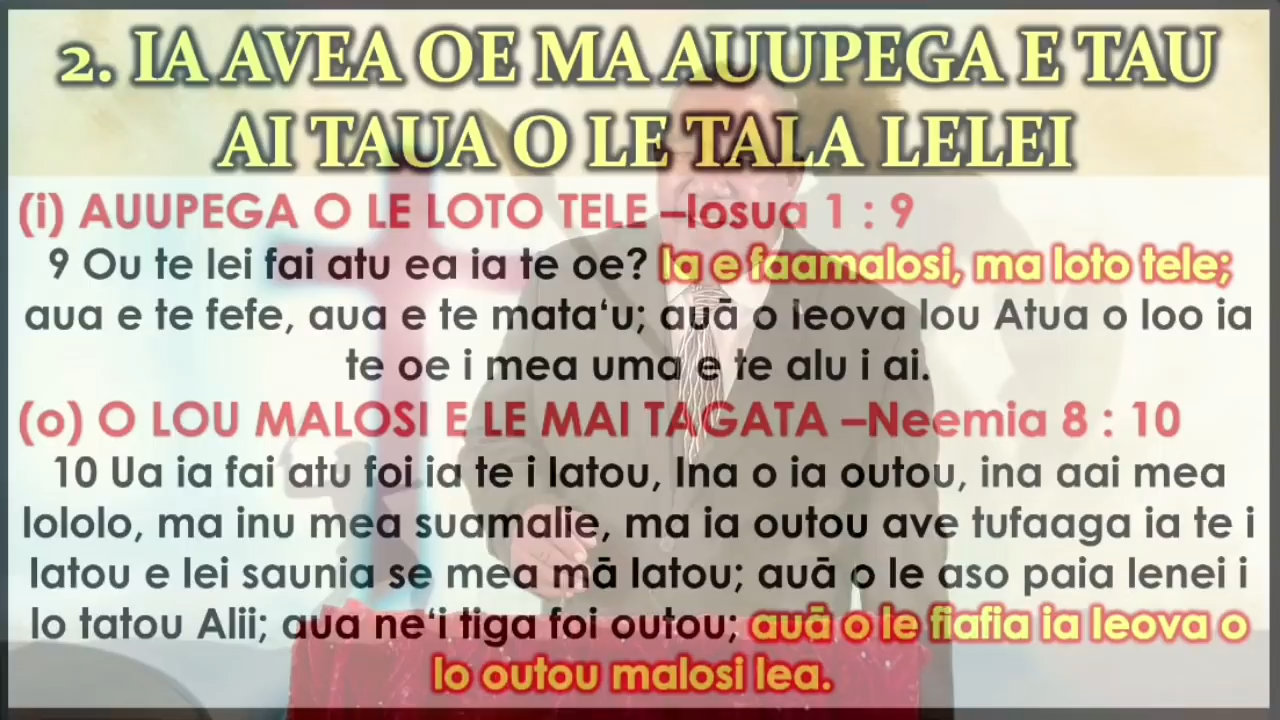 2. IA AVEA OE MA AUUPEGA E TAU
AI TAUA O LE TALA LELEI
(i) AUUPEGA O LE LOTO TELE –Iosua 1 : 9
9 Ou te lei fai atu ea ia te oe? Ia e faamalosi, ma loto tele;
aua e te fefe, aua e te mata‘u; auā o Ieova lou Atua o loo ia
te oe i mea uma e te alu i ai.
(o) O LOU MALOSI E LE MAI TAGATA –Neemia 8 : 10
10 Ua ia fai atu foi ia te i latou, Ina o ia outou, ina aai mea
lololo, ma inu mea suamalie, ma ia outou ave tufaaga ia te i
latou e lei saunia se mea mā latou; auā o le aso paia lenei i
lo tatou Alii; aua ne‘i tiga foi outou; auā o le fiafia ia Ieova o
lo outou malosi lea.